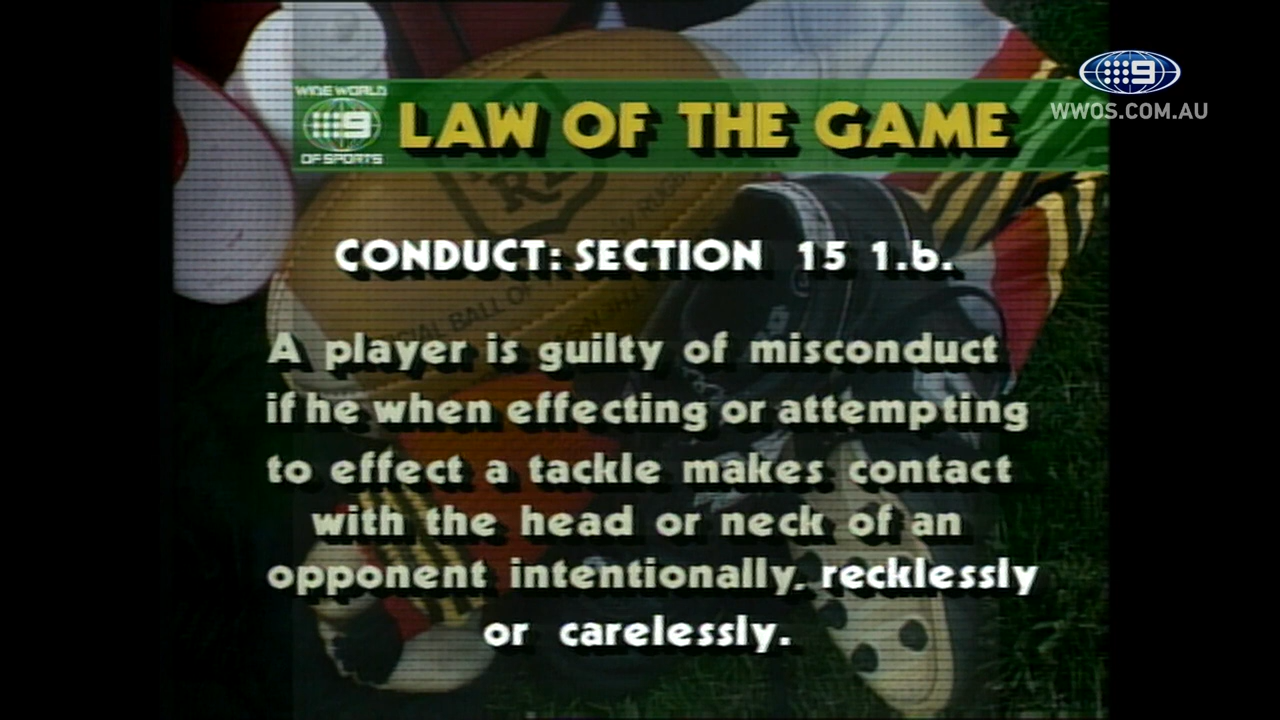 9
WWOS.COM.AU
WIDE WORLD
9
OF SPORTS
LAW OF THE GAME
CONDUCT: SECTION 15 1.b.
A player is guilty of misconduct
if he when effecting or attempting
to effect a tackle makes contact
with the head or neck of an
opponent intentionally, recklessly
or carelessly.